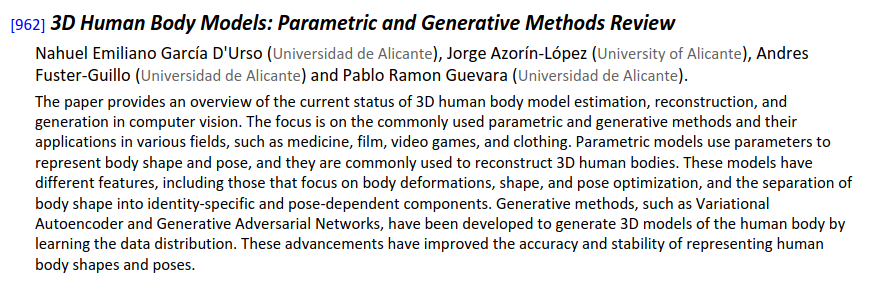 [962] 3D Human Body Models: Parametric and Generative Methods Review
Nahuel Emiliano García D'Urso (Universidad de Alicante), Jorge Azorín-López (University of Alicante), Andres
Fuster-Guillo (Universidad de Alicante) and Pablo Ramon Guevara (Universidad de Alicante).
The paper provides an overview of the current status of 3D human body model estimation, reconstruction, and
generation in computer vision. The focus is on the commonly used parametric and generative methods and their
applications in various fields, such as medicine, film, video games, and clothing. Parametric models use parameters to
represent body shape and pose, and they are commonly used to reconstruct 3D human bodies. These models have
different features, including those that focus on body deformations, shape, and pose optimization, and the separation of
body shape into identity-specific and pose-dependent components. Generative methods, such as Variational
Autoencoder and Generative Adversarial Networks, have been developed to generate 3D models of the human body by
learning the data distribution. These advancements have improved the accuracy and stability of representing human
body shapes and poses.